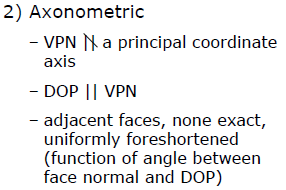 2) Axonometric
– VPN ∦ a principal coordinate
axis
– DOP || VPN
– adjacent faces, none exact,
uniformly foreshortened
(function of angle between
face normal and DOP)